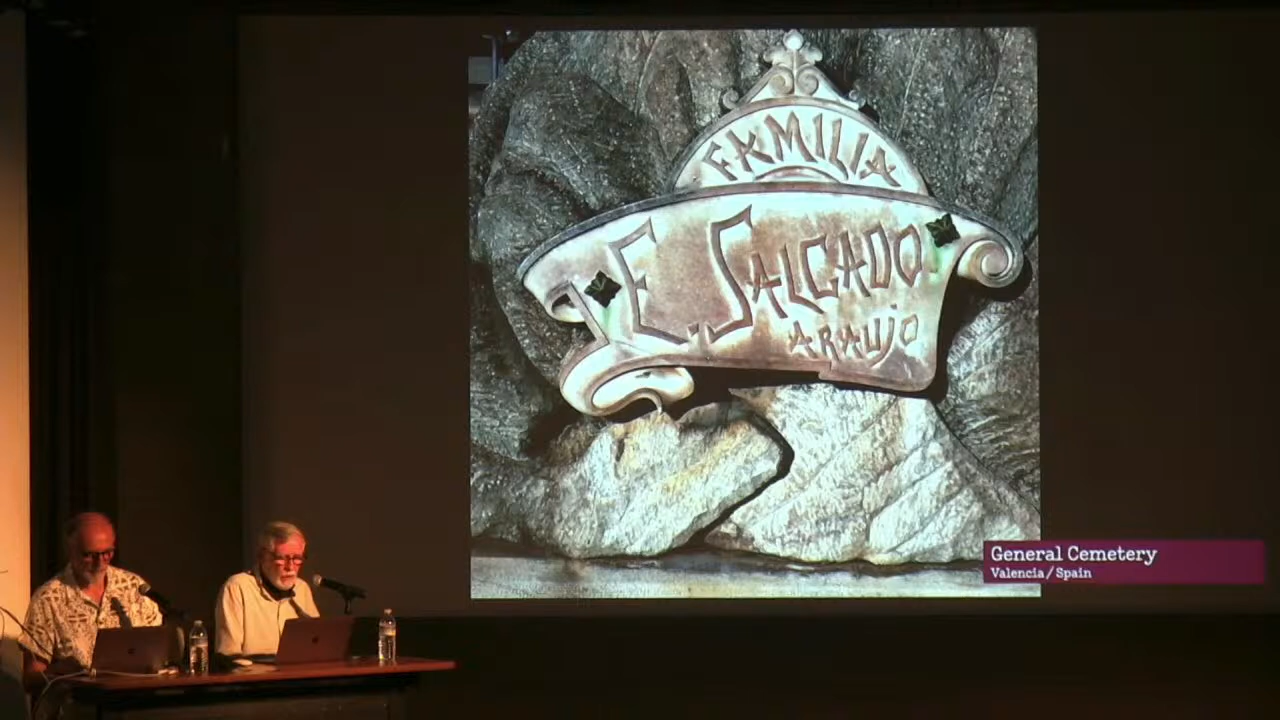 FAMILIA
E. SALGADO
ARAUJO
General Cemetery
Valencia/Spain